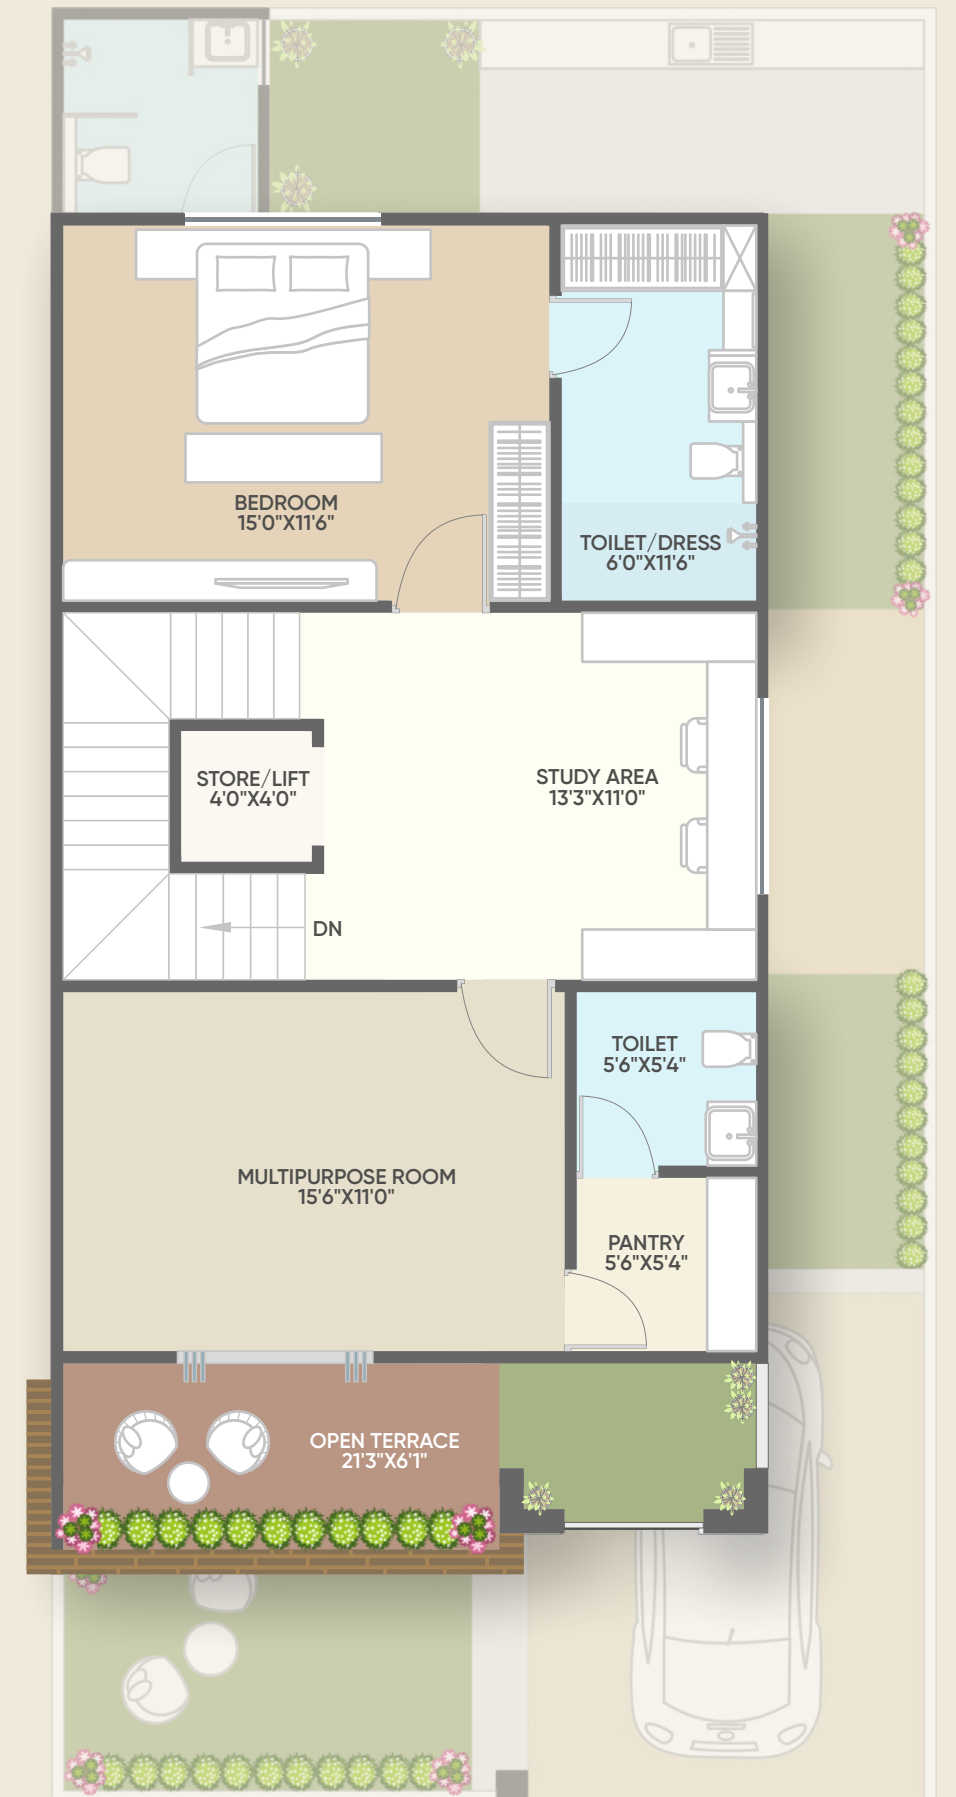 BEDROOM
15'0"X11'6"
TOILET/DRESS
6'0"X11'6"
STORE/LIFT
4'0"X4'0"
STUDY AREA
13'3"X11'0"
DN
TOILET
5'6"X5'4"
MULTIPURPOSE ROOM
15'6"X11'0"
PANTRY
5'6"X5'4"
OPEN TERRACE
21'3"X6'1"